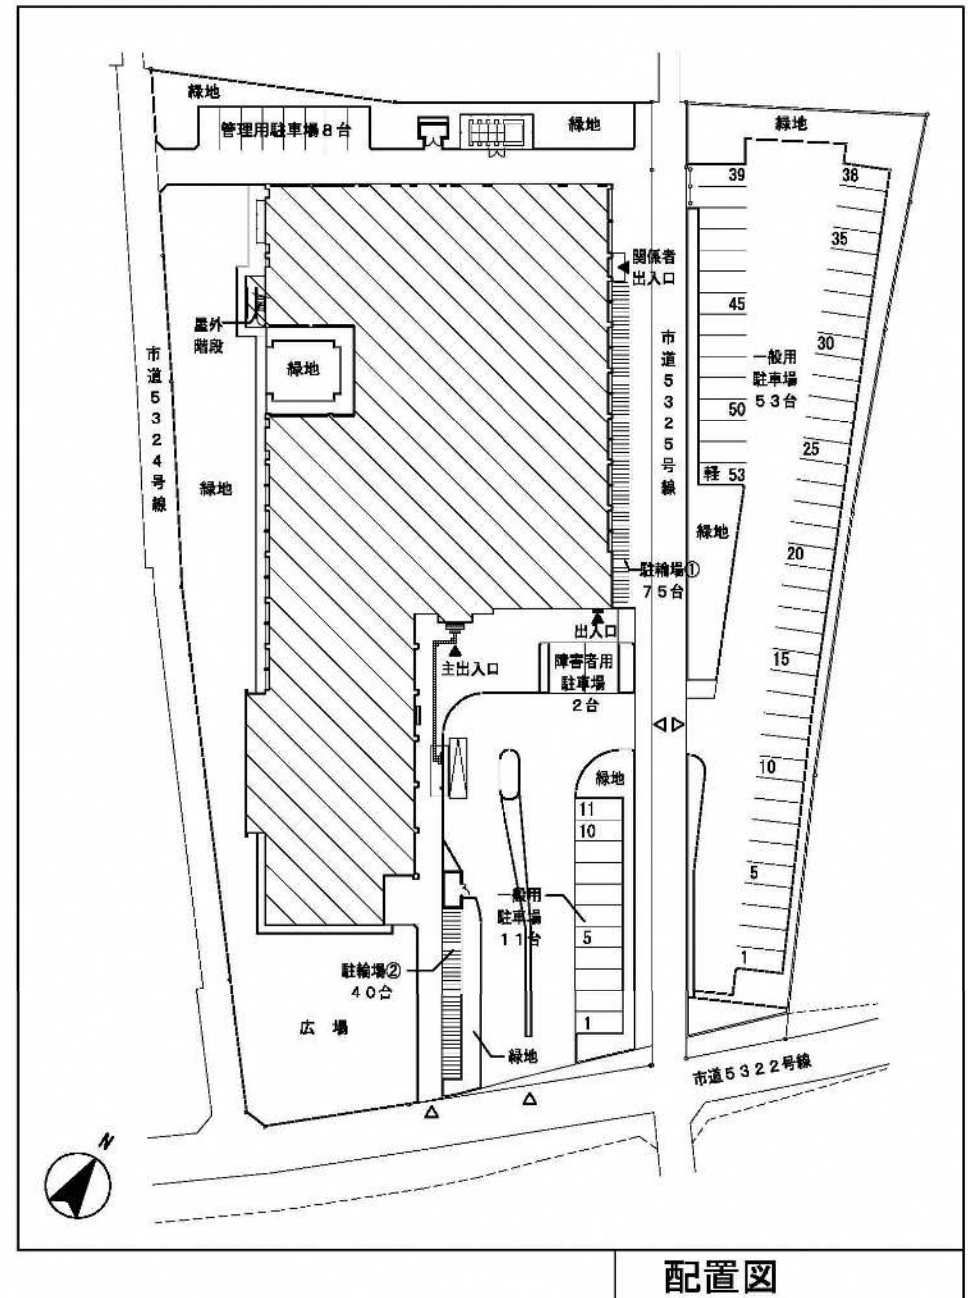 緑地
管理用駐車場８台
緑地
緑地
39
38
関係者
出入口
35
45
屋外
階段
緑地
市道５３２４号線
市道５３２５号線
30
一般用
駐車場
５３台
50
25
軽 53
緑地
緑地
20
駐輪場①
７５台
出入口
主出入口
障害者用
駐車場
２台
15
10
緑地
11
10
5
一般用
駐車場
１１台
5
1
駐輪場②
４０台
広 場
1
緑地
市道５３２２号線
N
配置図